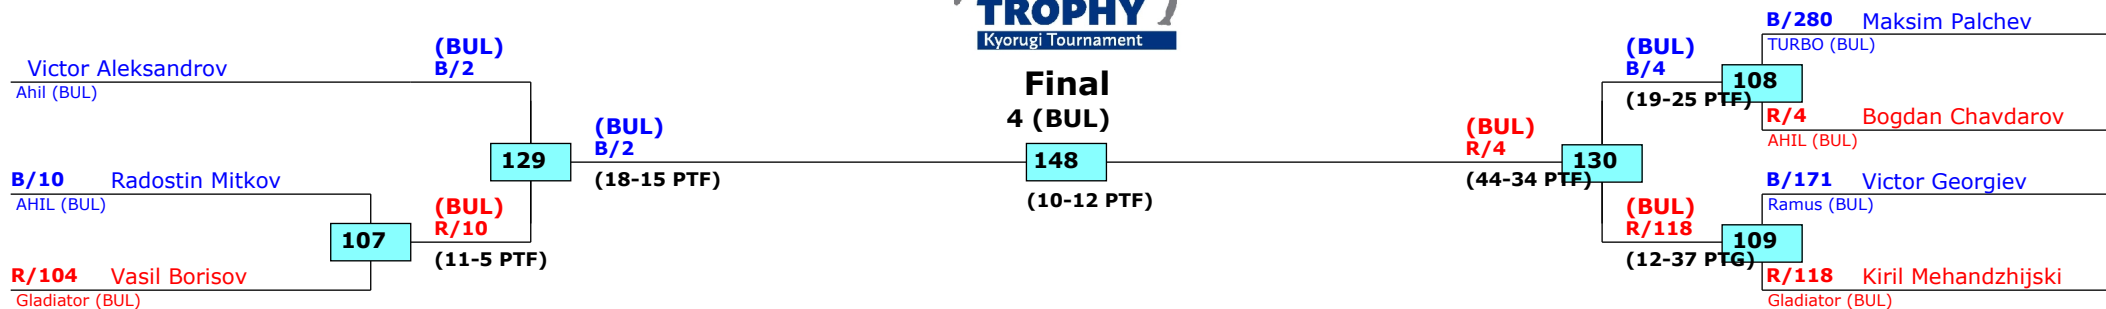 TROPHY
Kyorugi Tournament
Final
4 (BUL)
Victor Aleksandrov
Ahil (BUL)
(BUL)
B/2
B/10 Radostin Mitkov
AHIL (BUL)
107
R/104 Vasil Borisov
Gladiator (BUL)
(BUL)
R/10
(11-5 PTF)
129
(BUL)
B/2
(18-15 PTF)
148
(10-12 PTF)
(BUL)
R/4
(44-34 PTF)
130
(BUL)
B/4
(19-25 PTF)
108
B/280 Maksim Palchev
TURBO (BUL)
R/4 Bogdan Chavdarov
AHIL (BUL)
(BUL)
R/118
(12-37 PTG)
109
B/171 Victor Georgiev
Ramus (BUL)
R/118 Kiril Mehandzhijski
Gladiator (BUL)